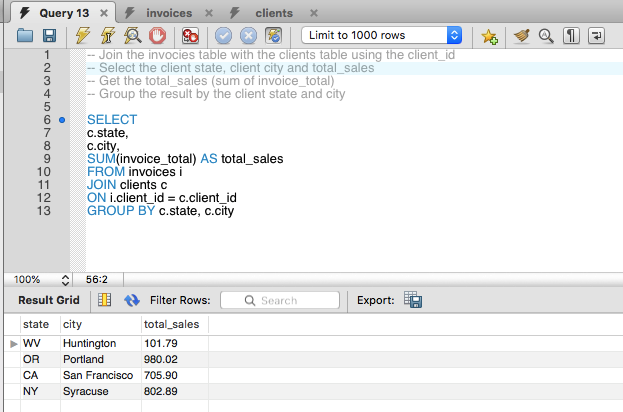 Query 13
invoices
clients
Limit to 1000 rows
1 -- Join the invocies table with the clients table using the client_id
2 -- Select the client state, client city and total_sales
3 -- Get the total_sales (sum of invoice_total)
4 -- Group the result by the client state and city
5
6 SELECT
7 c.state,
8 c.city,
9 SUM(invoice_total) AS total_sales
10 FROM invoices i
11 JOIN clients c
12 ON i.client_id = c.client_id
13 GROUP BY c.state, c.city
100% 56:2
Result Grid Filter Rows: Search Export:
state city total_sales
WV Huntington 101.79
OR Portland 980.02
CA San Francisco 705.90
NY Syracuse 802.89